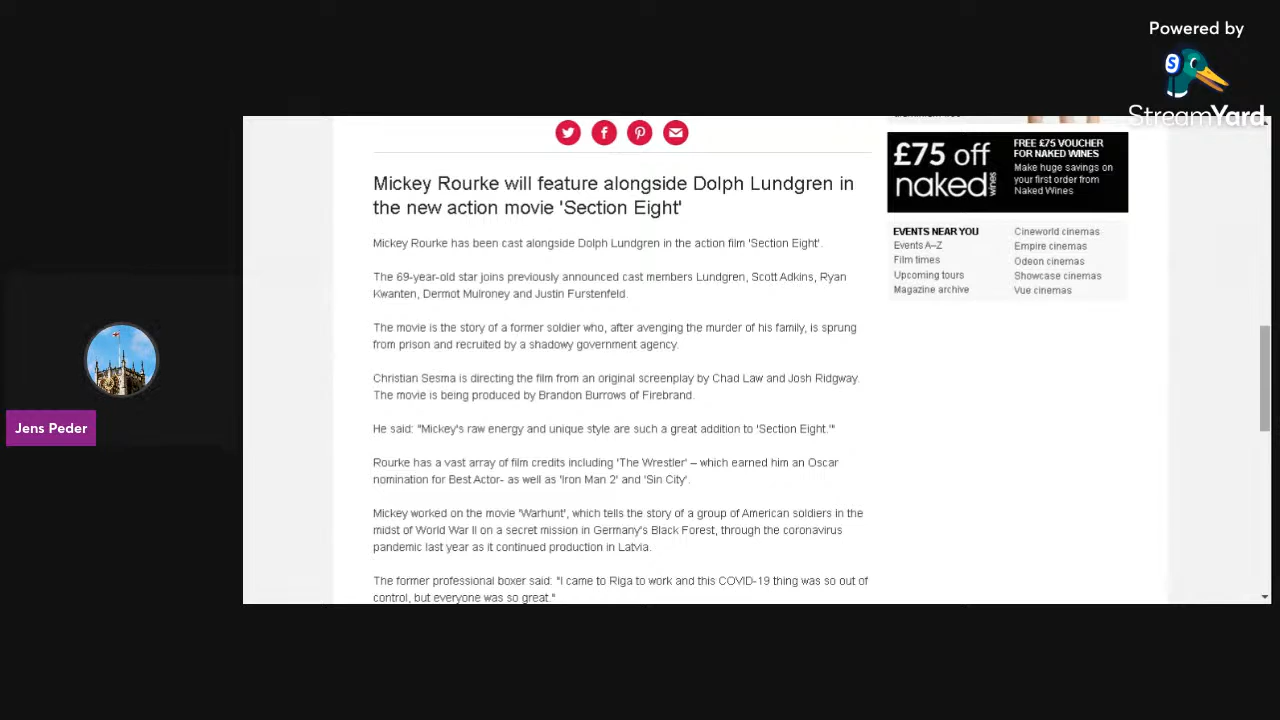 Powered by
StreamYard
Mickey Rourke will feature alongside Dolph Lundgren in
the new action movie 'Section Eight'
Mickey Rourke has been cast alongside Dolph Lundgren in the action film 'Section Eight'.
The 69-year-old star joins previously announced cast members Lundgren, Scott Adkins, Ryan
Kwanten, Dermot Mulroney and Justin Furstenfeld.
The movie is the story of a former soldier who, after avenging the murder of his family, is sprung
from prison and recruited by a shadowy government agency.
Christian Sesma is directing the film from an original screenplay by Chad Law and Josh Ridgway.
The movie is being produced by Brandon Burrows of Firebrand.
He said: "Mickey's raw energy and unique style are such a great addition to 'Section Eight.'"
Rourke has a vast array of film credits including 'The Wrestler' – which earned him an Oscar
nomination for Best Actor- as well as 'Iron Man 2' and 'Sin City'.
Mickey worked on the movie 'Warhunt', which tells the story of a group of American soldiers in the
midst of World War II on a secret mission in Germany's Black Forest, through the coronavirus
pandemic last year as it continued production in Latvia.
The former professional boxer said: "I came to Riga to work and this COVID-19 thing was so out of
control, but everyone was so great."
£75 off
naked wines
FREE £75 VOUCHER
FOR NAKED WINES
Make huge savings on
your first order from
Naked Wines
EVENTS NEAR YOU
Events A–Z
Film times
Upcoming tours
Magazine archive
Cineworld cinemas
Empire cinemas
Odeon cinemas
Showcase cinemas
Vue cinemas
Jens Peder